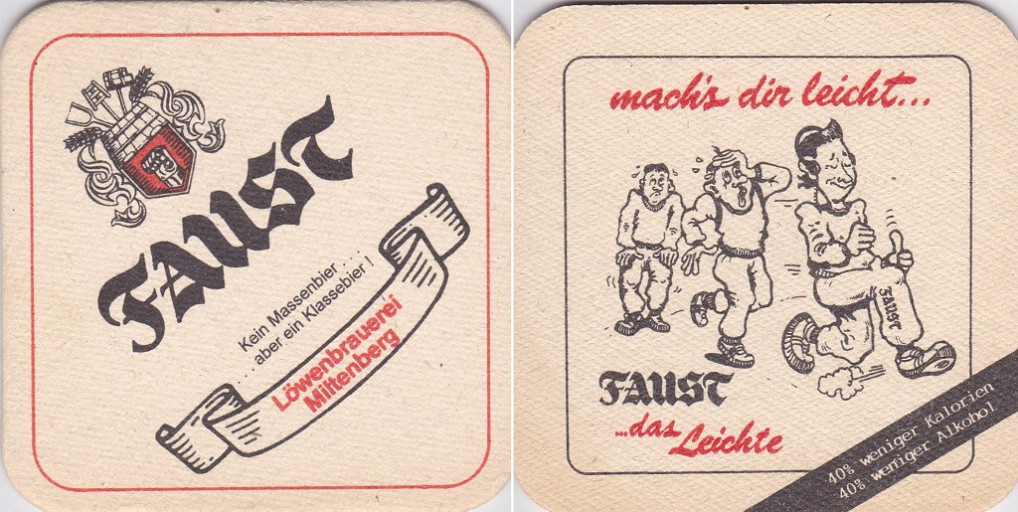 FAUST
Kein Massenbier . . .
. . . aber ein Klassebier !
Löwenbrauerei
Miltenberg
mach's dir leicht...
FAUST
FAUST
...das Leichte
40% weniger Kalorien
40% weniger Alkohol